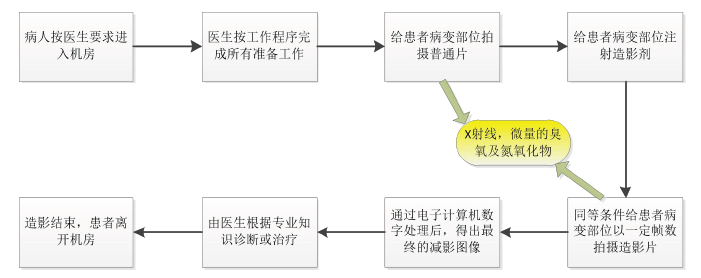 病人按医生要求进
入机房
医生按工作程序完
成所有准备工作
给患者病变部位拍
摄普通片
给患者病变部位注
射造影剂
X射线，微量的臭
氧及氮氧化物
造影结束，患者离
开机房
由医生根据专业知
识诊断或治疗
通过电子计算机数
字处理后，得出最
终的减影图像
同等条件给患者病
变部位以一定帧数
拍摄造影片